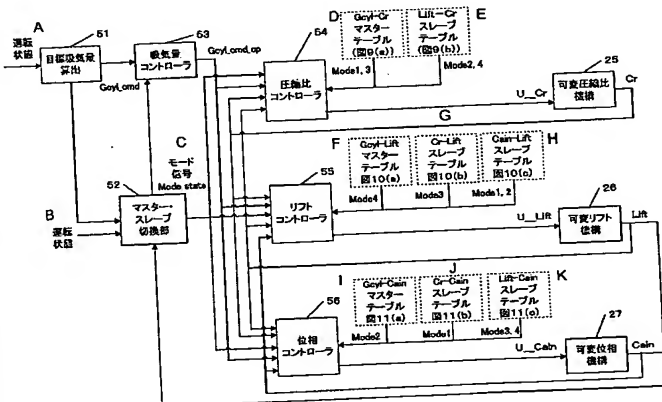 A
運転
状態
51
目標吸気量
算出
Gcyl_cmd
53
吸気量
コントローラ
Gcyl_cmd_op
54
圧縮比
コントローラ
D
Gcyl-Cr
マスター
テーブル
(図9(a))
Lift-Cr
スレーブ
テーブル
(図9(b))
E
Mode1, 3
Mode2, 4
U_Cr
G
25
可変圧縮比
機構
Cr
C
モード
信号
Mode state
52
マスター・
スレーブ
切換部
B
運転
状態
55
リフト
コントローラ
F
Gcyl-Lift
マスター
テーブル
図10(a)
Cr-Lift
スレーブ
テーブル
図10(b)
Cain-Lift
スレーブ
テーブル
図10(c)
H
Mode4
Mode3
Mode1, 2
U_Lift
26
可変リフト
機構
Lift
56
位相
コントローラ
I
J
Gcyl-Cain
マスター
テーブル
図11(a)
Cr-Cain
スレーブ
テーブル
図11(b)
Lift-Cain
スレーブ
テーブル
図11(c)
K
Mode2
Mode1
Mode3, 4
U_Cain
27
可変位相
機構
Cain